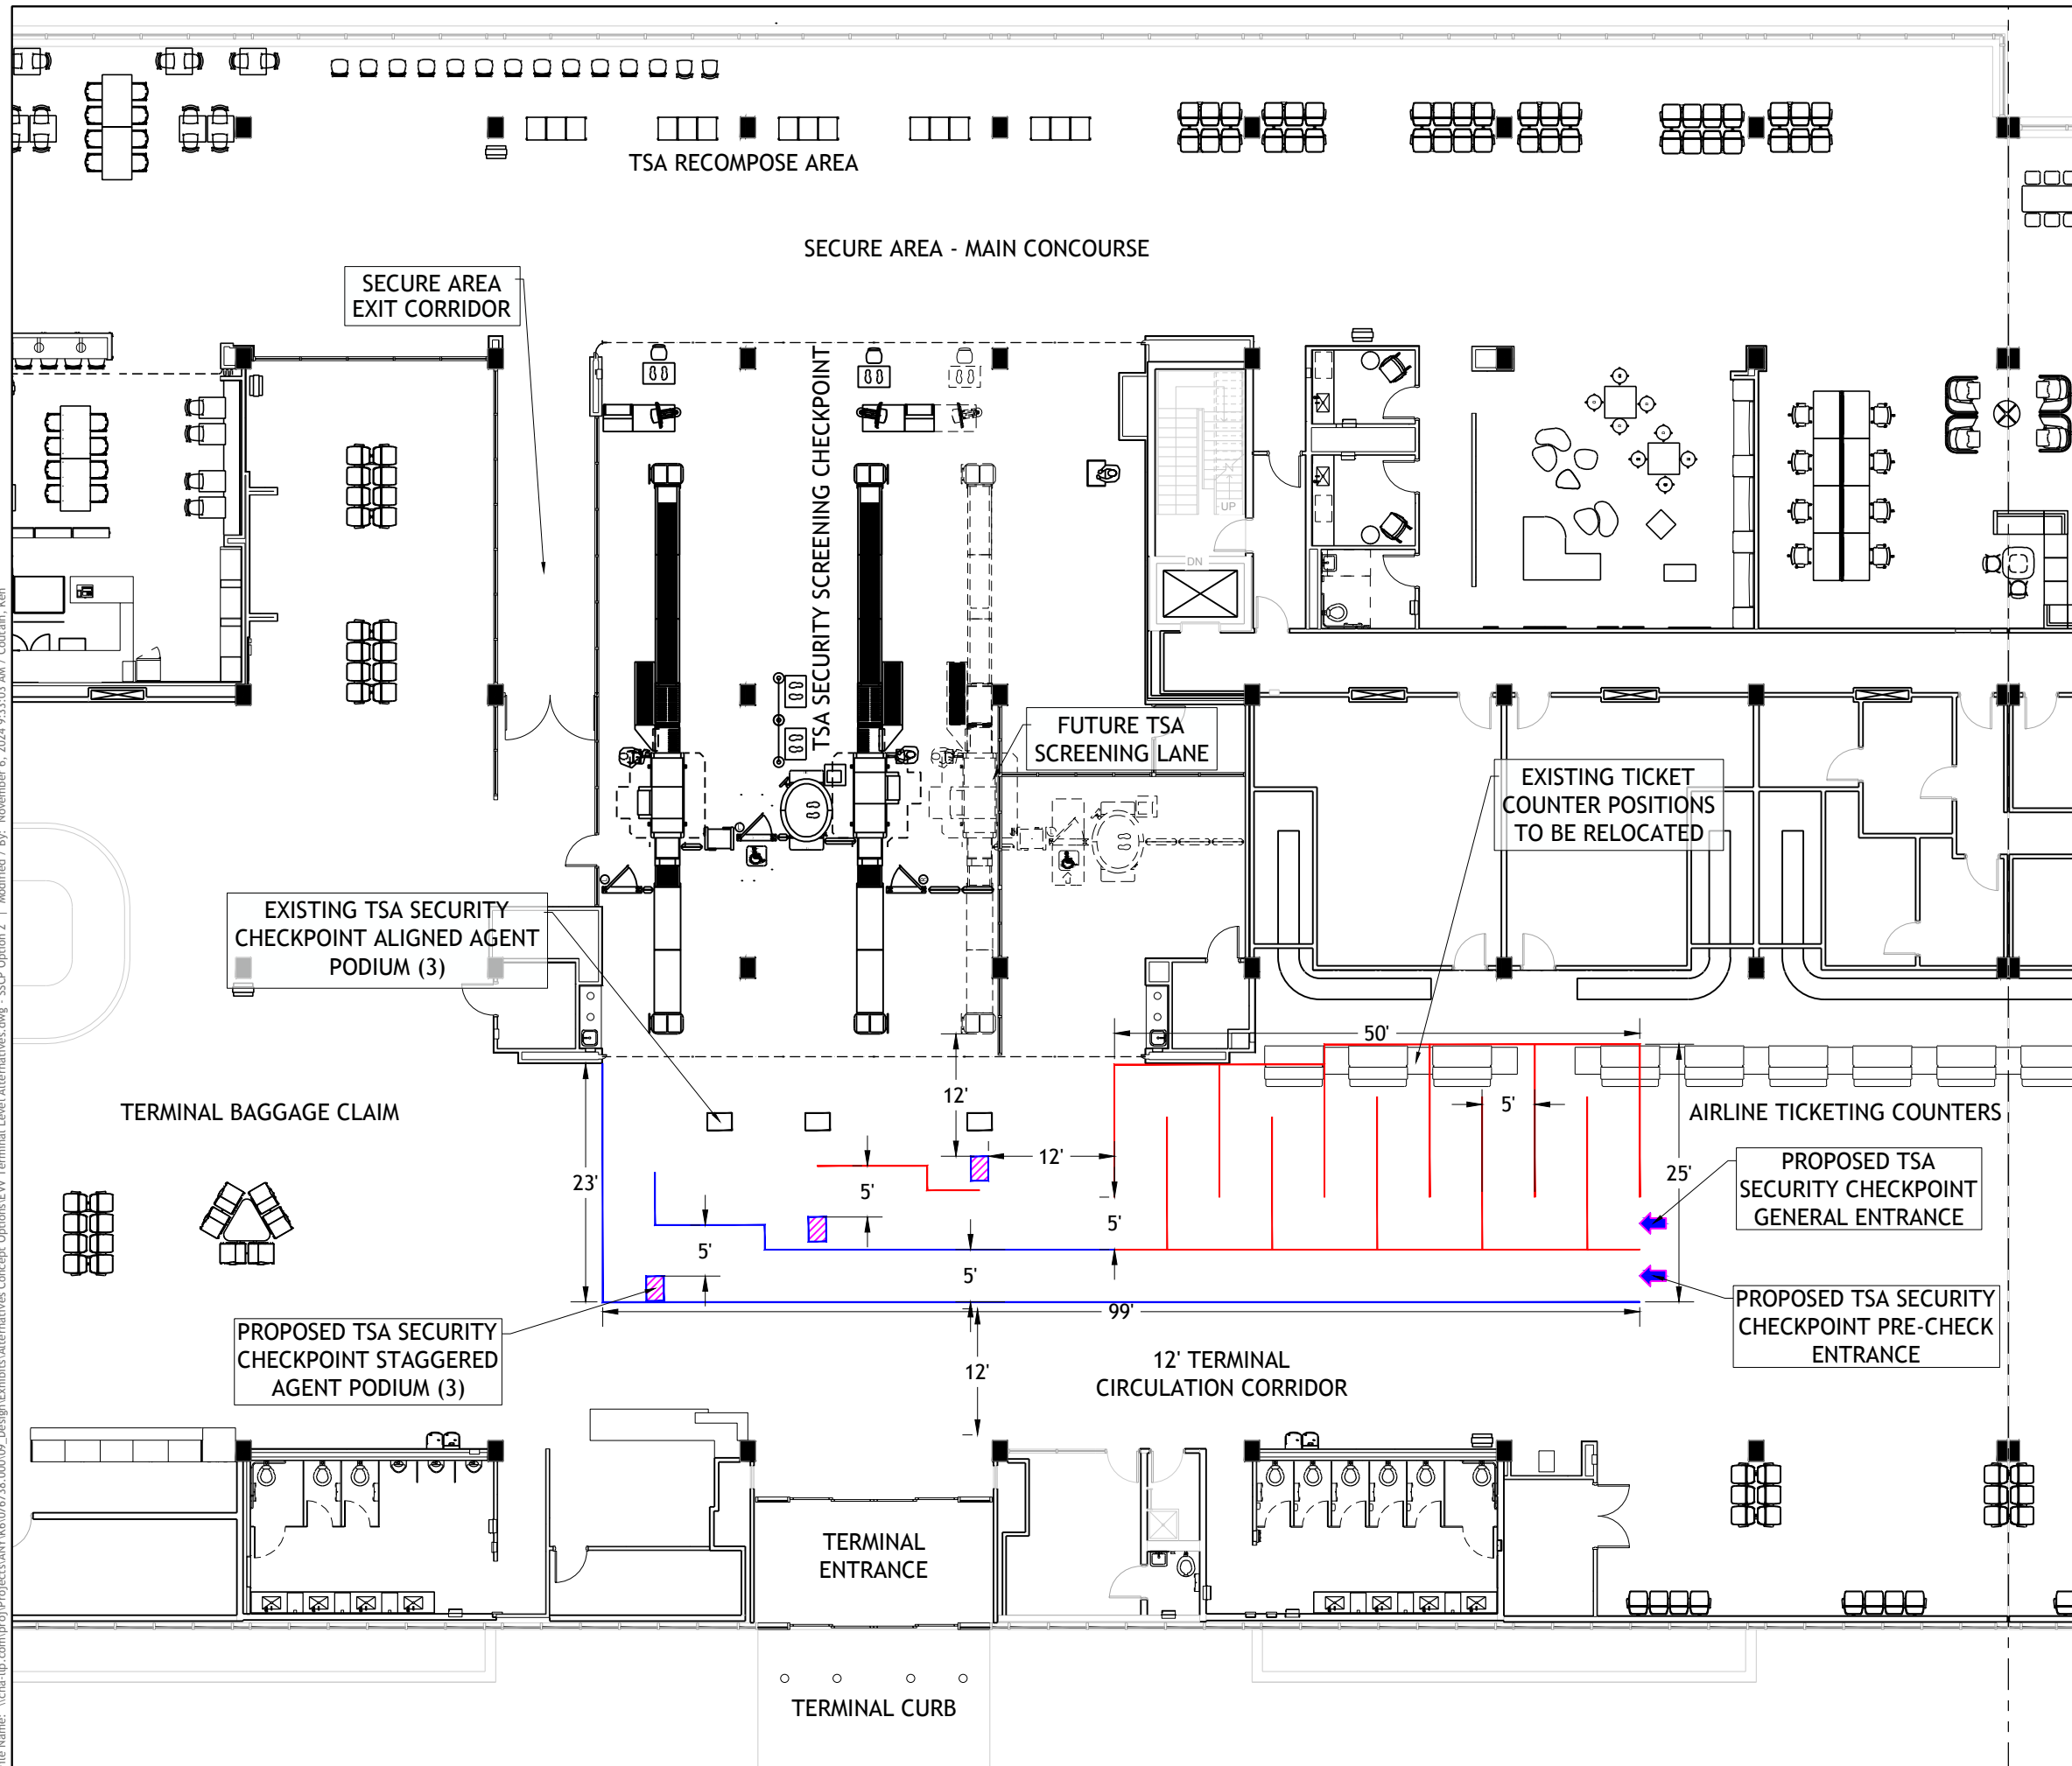 TSA RECOMPOSE AREA
SECURE AREA - MAIN CONCOURSE
SECURE AREA
EXIT CORRIDOR
TSA SECURITY SCREENING CHECKPOINT
UP
DN
FUTURE TSA
SCREENING LANE
EXISTING TICKET
COUNTER POSITIONS
TO BE RELOCATED
EXISTING TSA SECURITY
CHECKPOINT ALIGNED AGENT
PODIUM (3)
50'
12'
5'
TERMINAL BAGGAGE CLAIM
AIRLINE TICKETING COUNTERS
12'
23'
5'
25'
PROPOSED TSA
SECURITY CHECKPOINT
GENERAL ENTRANCE
5'
5'
5'
99'
PROPOSED TSA SECURITY
CHECKPOINT PRE-CHECK
ENTRANCE
PROPOSED TSA SECURITY
CHECKPOINT STAGGERED
AGENT PODIUM (3)
12'
12' TERMINAL
CIRCULATION CORRIDOR
TERMINAL
ENTRANCE
TERMINAL CURB